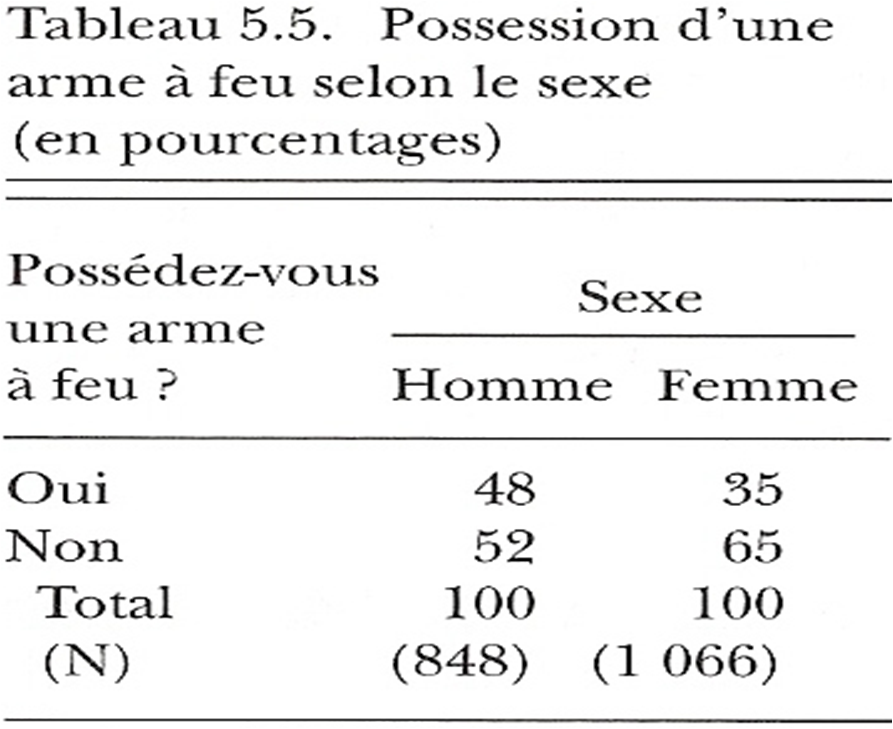 Tableau 5.5. Possession d'une
arme à feu selon le sexe
(en pourcentages)
Possédez-vous
une arme
à feu ?
Sexe
Homme Femme
Oui 48 35
Non 52 65
Total 100 100
(N) (848) (1 066)